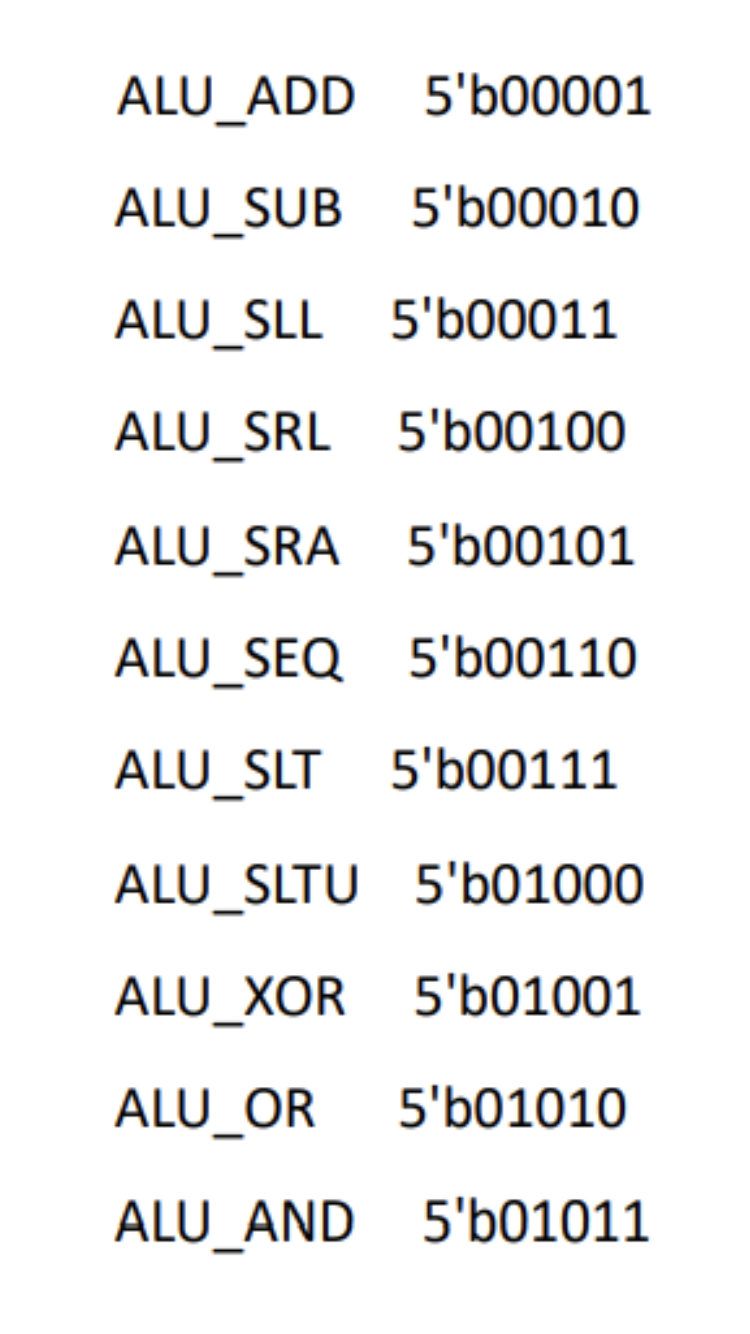 ALU_ADD 5'b00001
ALU_SUB 5'b00010
ALU_SLL 5'b00011
ALU_SRL 5'b00100
ALU_SRA 5'b00101
ALU_SEQ 5'b00110
ALU_SLT 5'b00111
ALU_SLTU 5'b01000
ALU_XOR 5'b01001
ALU_OR 5'b01010
ALU_AND 5'b01011